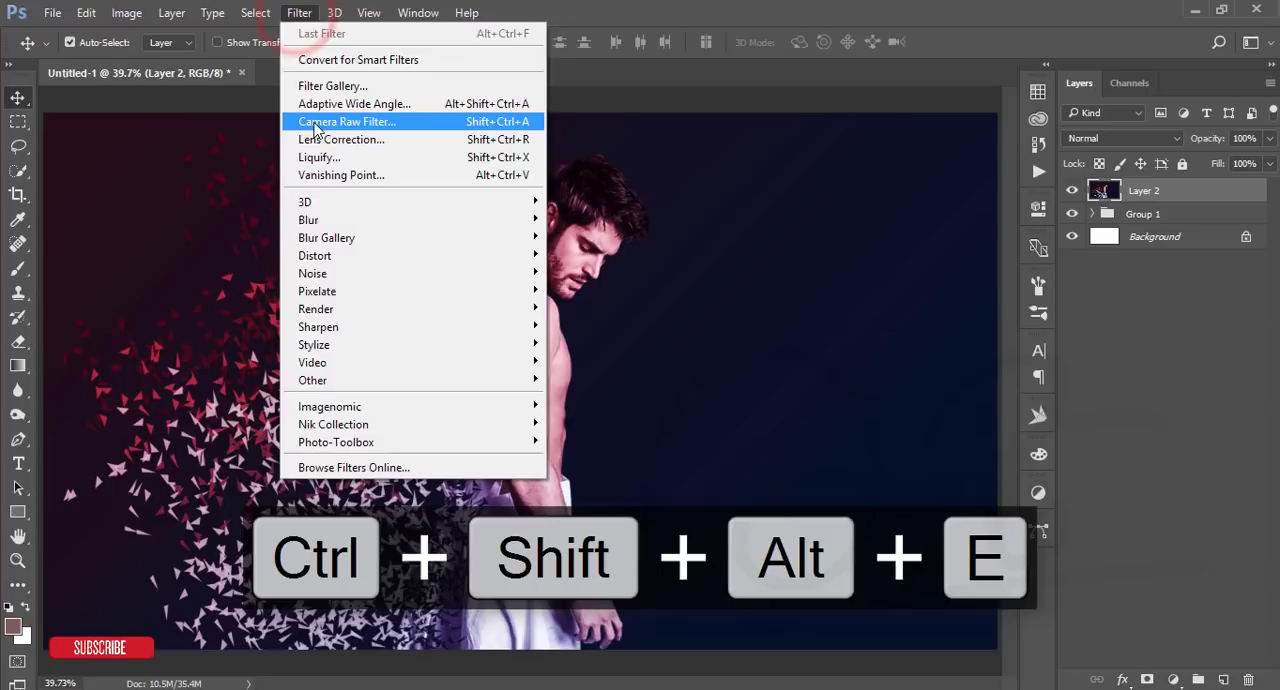 Ps File Edit Image Layer Type Select Filter 3D View Window Help
Auto-Select: Layer Show Transf 3D Mode:
Untitled-1 @ 39.7% (Layer 2, RGB/8) * ×
Last Filter Alt+Ctrl+F
Convert for Smart Filters
Filter Gallery...
Adaptive Wide Angle... Alt+Shift+Ctrl+A
Camera Raw Filter... Shift+Ctrl+A
Lens Correction... Shift+Ctrl+R
Liquify... Shift+Ctrl+X
Vanishing Point... Alt+Ctrl+V
3D
Blur
Blur Gallery
Distort
Noise
Pixelate
Render
Sharpen
Stylize
Video
Other
Imagenomic
Nik Collection
Photo-Toolbox
Browse Filters Online...
Layers Channels
Kind
Normal Opacity: 100%
Lock: Fill: 100%
Layer 2
Group 1
Background
Ctrl + Shift + Alt + E
SUBSCRIBE
39.73% Doc: 10.5M/35.4M